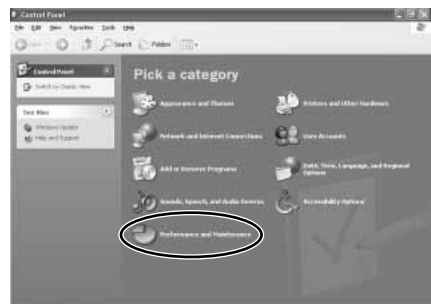 Control Panel
File Edit View Favorites Tools Help
Search Folders
Control Panel
Switch to Classic View
See Also
Windows Update
Help and Support
Pick a category
Appearance and Themes
Printers and Other Hardware
Network and Internet Connections
User Accounts
Add or Remove Programs
Date, Time, Language, and Regional
Options
Sounds, Speech, and Audio Devices
Accessibility Options
Performance and Maintenance